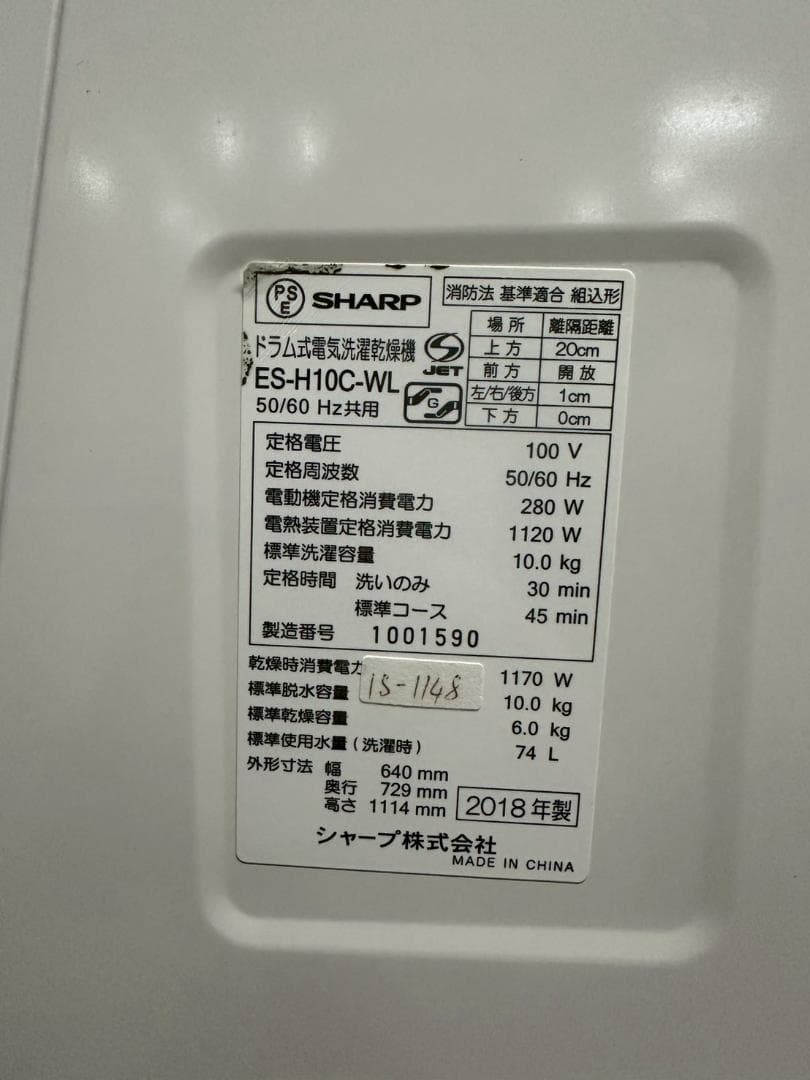 PSE SHARP
消防法 基準適合 組込形
場所 離隔距離
上方 20cm
前方 開放
左/右/後方 1cm
下方 0cm
ドラム式電気洗濯乾燥機
S JET
ES-H10C-WL
G
50/60 Hz共用
定格電圧 100 V
定格周波数 50/60 Hz
電動機定格消費電力 280 W
電熱装置定格消費電力 1120 W
標準洗濯容量 10.0 kg
定格時間 洗いのみ 30 min
標準コース 45 min
製造番号 1001590
乾燥時消費電力 1170 W
is-1148
標準脱水容量 10.0 kg
標準乾燥容量 6.0 kg
標準使用水量(洗濯時) 74 L
外形寸法 幅 640 mm
奥行 729 mm
高さ 1114 mm
2018年製
シャープ株式会社
MADE IN CHINA